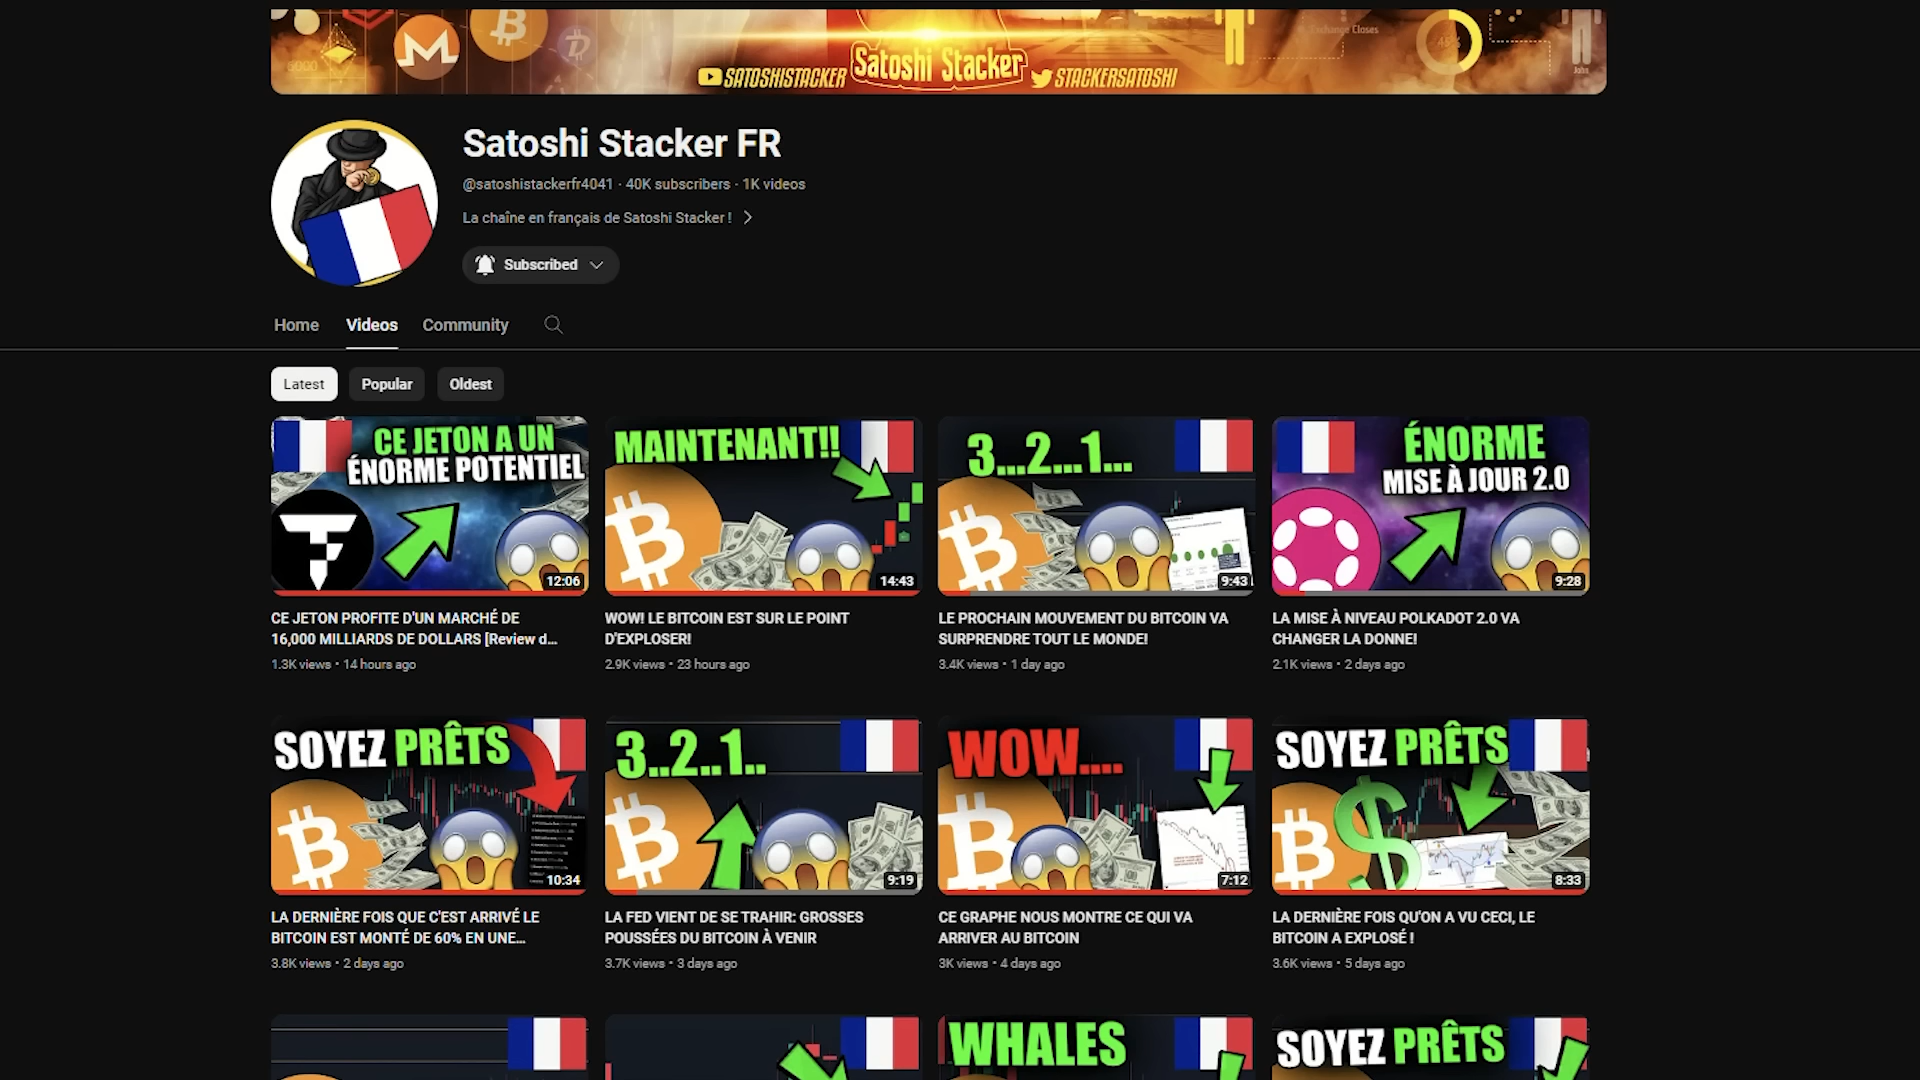 Exchange Closes
6000
45%
Satoshi Stacker
SATOSHISTACKER
STACKERSATOSHI
Jobs
Satoshi Stacker FR
@satoshistackerfr4041 · 40K subscribers · 1K videos
La chaîne en français de Satoshi Stacker !
Subscribed
Home Videos Community
Latest Popular Oldest
CE JETON A UN
ÉNORME POTENTIEL
12:06
MAINTENANT!!
14:43
3...2...1...
9:43
ÉNORME
MISE À JOUR 2.0
9:28
CE JETON PROFITE D'UN MARCHÉ DE
16,000 MILLIARDS DE DOLLARS [Review d...
1.3K views • 14 hours ago
WOW! LE BITCOIN EST SUR LE POINT
D'EXPLOSER!
2.9K views • 23 hours ago
LE PROCHAIN MOUVEMENT DU BITCOIN VA
SURPRENDRE TOUT LE MONDE!
3.4K views • 1 day ago
LA MISE À NIVEAU POLKADOT 2.0 VA
CHANGER LA DONNE!
2.1K views • 2 days ago
SOYEZ PRÊTS
10:34
3..2..1..
9:19
WOW....
7:12
SOYEZ PRÊTS
8:33
LA DERNIÈRE FOIS QUE C'EST ARRIVÉ LE
BITCOIN EST MONTÉ DE 60% EN UNE...
3.8K views • 2 days ago
LA FED VIENT DE SE TRAHIR: GROSSES
POUSSÉES DU BITCOIN À VENIR
3.7K views • 3 days ago
CE GRAPHE NOUS MONTRE CE QUI VA
ARRIVER AU BITCOIN
3K views • 4 days ago
LA DERNIÈRE FOIS QU'ON A VU CECI, LE
BITCOIN A EXPLOSÉ !
3.6K views • 5 days ago
WHALES
SOYEZ PRÊTS